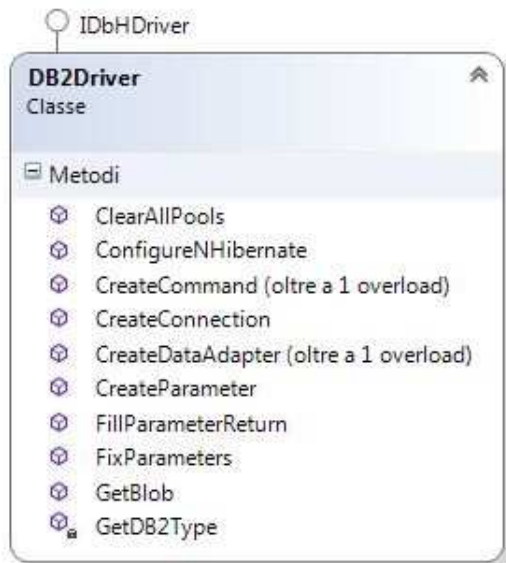 IDbHDriver
DB2Driver
Classe
Metodi
ClearAllPools
ConfigureNHibernate
CreateCommand (oltre a 1 overload)
CreateConnection
CreateDataAdapter (oltre a 1 overload)
CreateParameter
FillParameterReturn
FixParameters
GetBlob
GetDB2Type